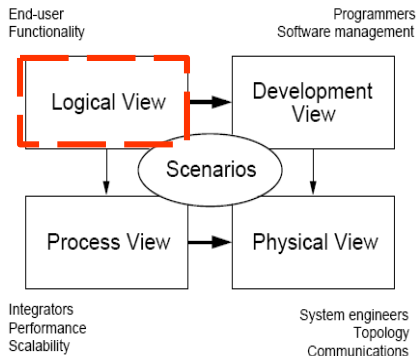 End-user
Functionality
Programmers
Software management
Logical View
Development
View
Scenarios
Process View
Physical View
Integrators
Performance
Scalability
System engineers
Topology
Communications